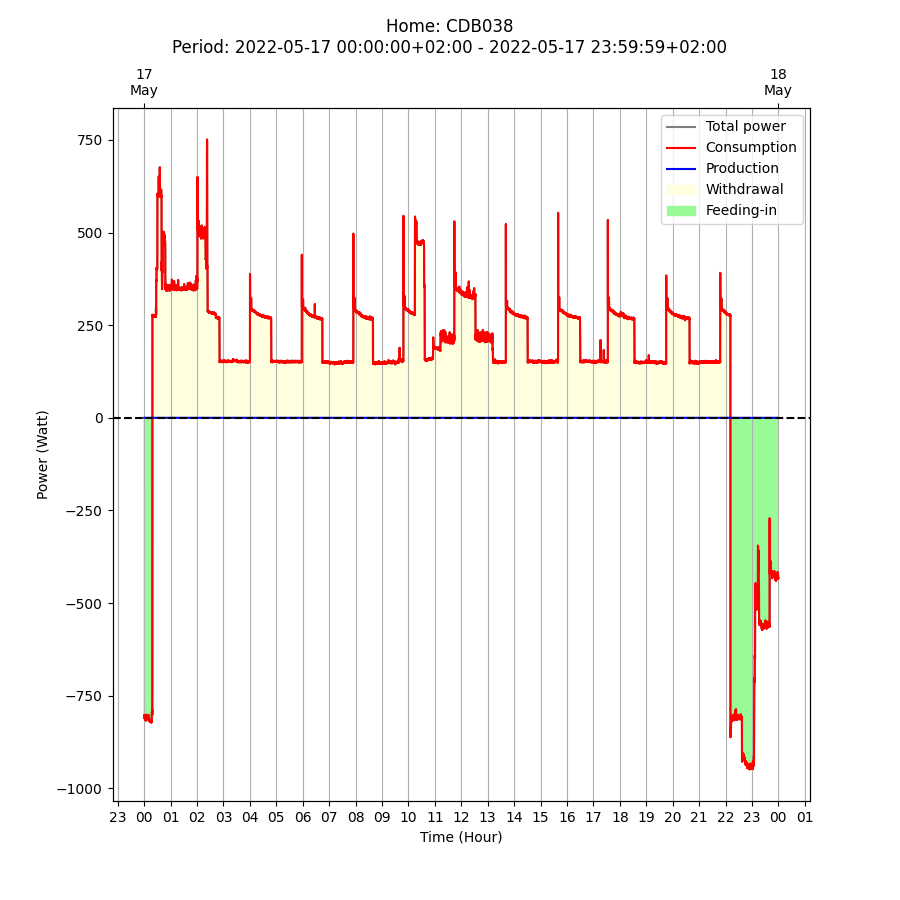 Home: CDB038
Period: 2022-05-17 00:00:00+02:00 - 2022-05-17 23:59:59+02:00
17
May
18
May
Total power
Consumption
Production
Withdrawal
Feeding-in
750
500
250
0
−250
−500
−750
−1000
Power (Watt)
23 00 01 02 03 04 05 06 07 08 09 10 11 12 13 14 15 16 17 18 19 20 21 22 23 00 01
Time (Hour)